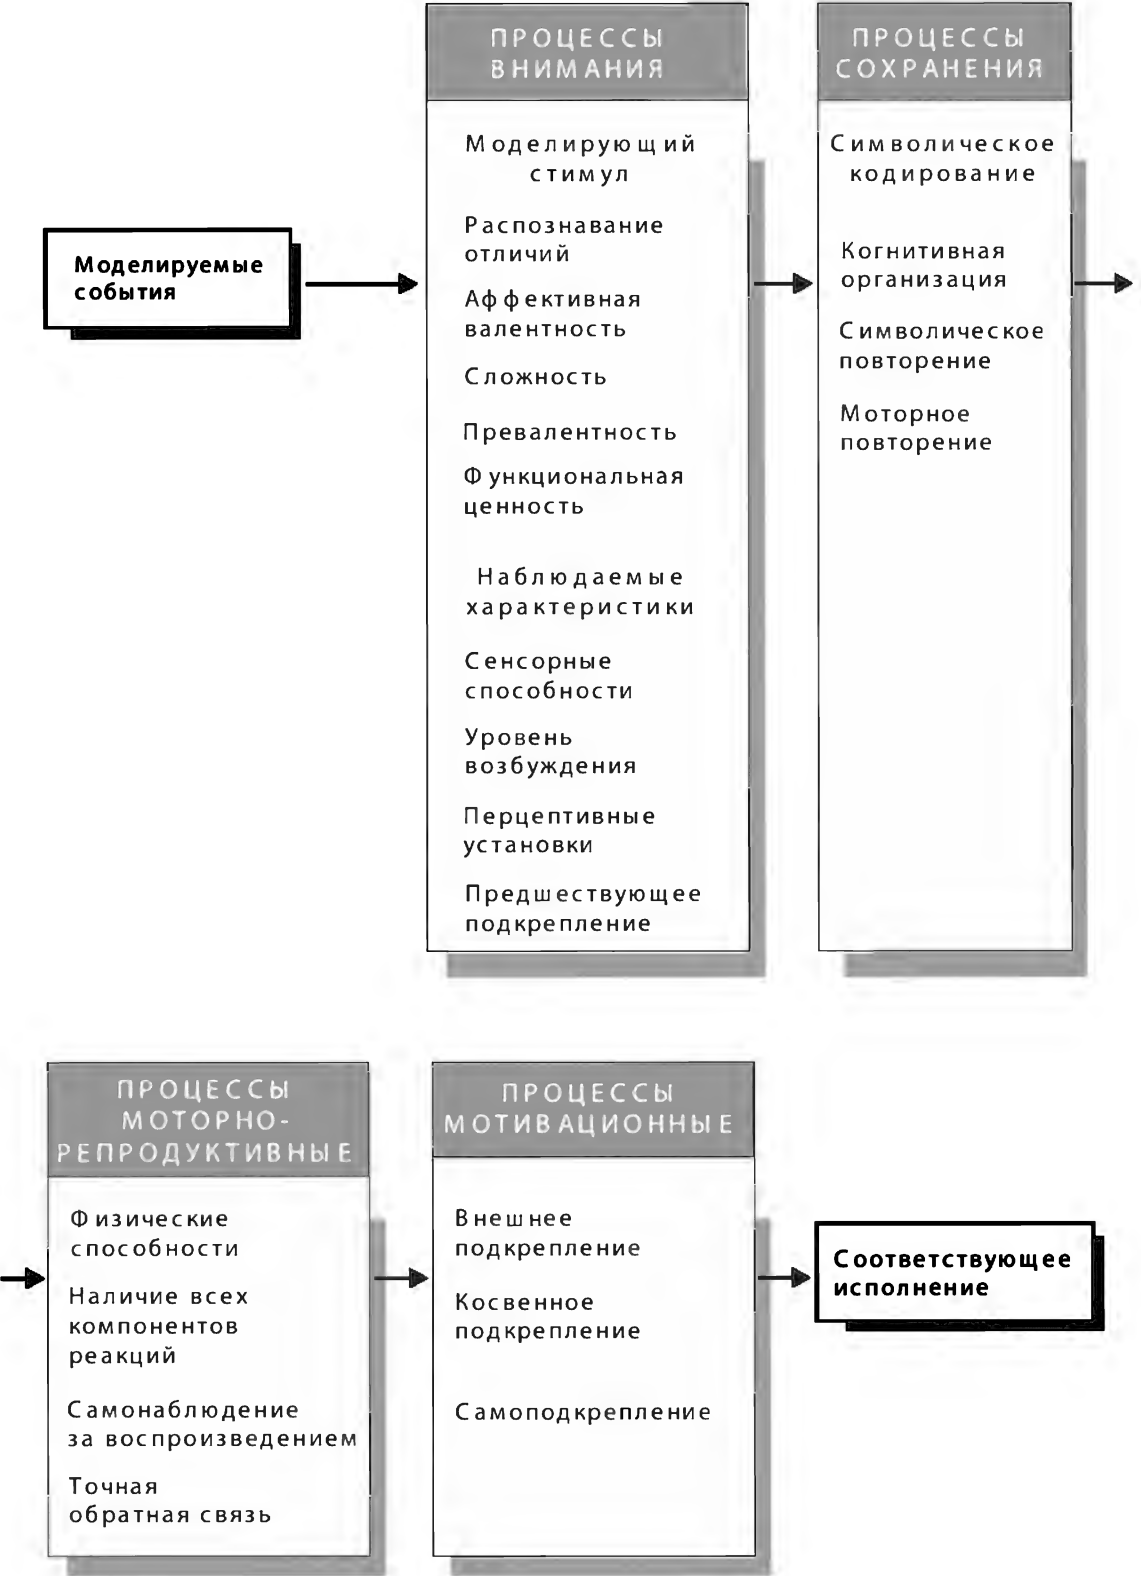 Моделируемые
события
ПРОЦЕССЫ
ВНИМАНИЯ
Моделирующий
стимул
Распознавание
отличий
Аффективная
валентность
Сложность
Превалентность
Функциональная
ценность
Наблюдаемые
характеристики
Сенсорные
способности
Уровень
возбуждения
Перцептивные
установки
Предшествующее
подкрепление
ПРОЦЕССЫ
СОХРАНЕНИЯ
Символическое
кодирование
Когнитивная
организация
Символическое
повторение
Моторное
повторение
ПРОЦЕССЫ
МОТОРНО-
РЕПРОДУКТИВНЫЕ
Физические
способности
Наличие всех
компонентов
реакций
Самонаблюдение
за воспроизведением
Точная
обратная связь
ПРОЦЕССЫ
МОТИВАЦИОННЫЕ
Внешнее
подкрепление
Косвенное
подкрепление
Самоподкрепление
Соответствующее
исполнение